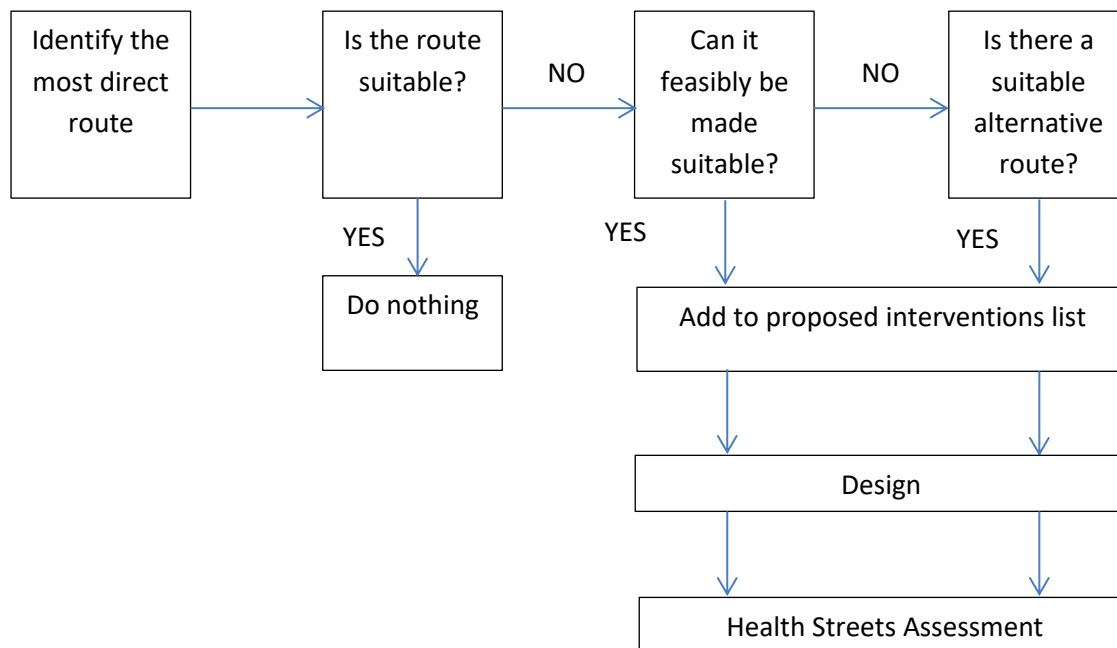 Identify the
most direct
route
Is the route
suitable?
NO
Can it
feasibly be
made
suitable?
NO
Is there a
suitable
alternative
route?
YES
YES
YES
Do nothing
Add to proposed interventions list
Design
Health Streets Assessment